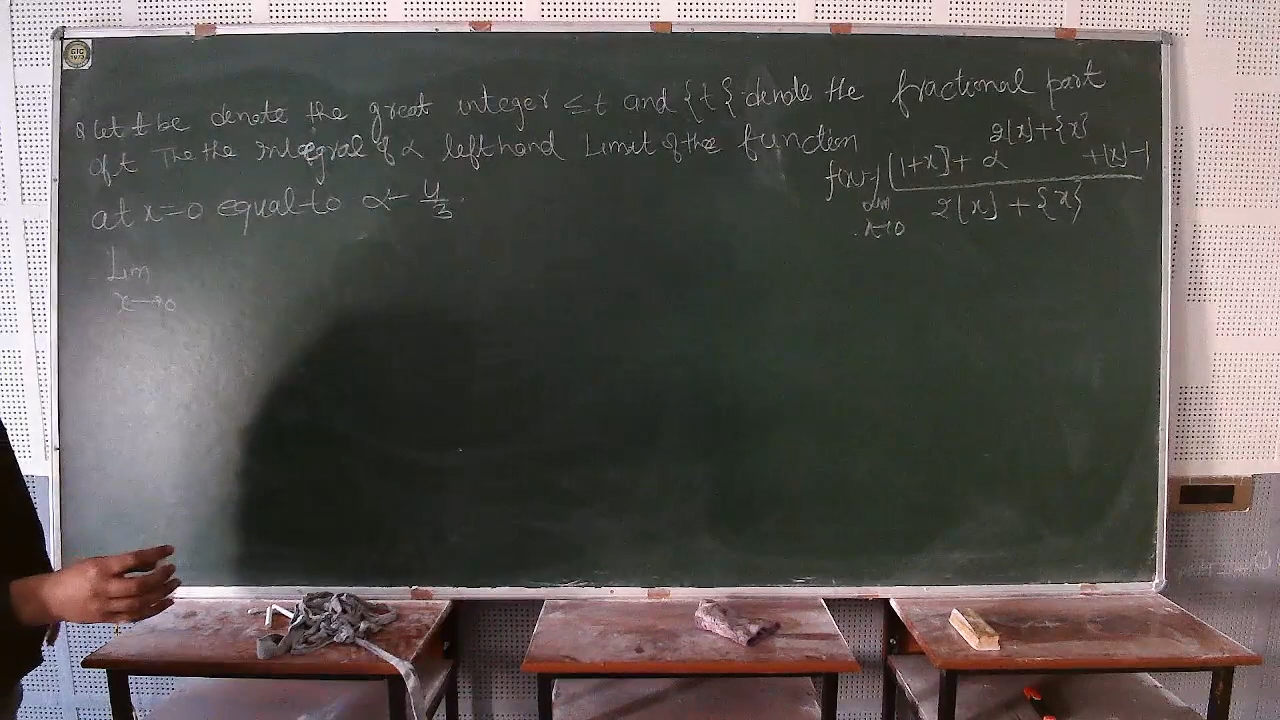 Q let t be denote the great integer ≤ t and {t} denote the fractional part
of t The the integral of α left hand Limit of the function
f(x) = [1+x] + α^{2[x]+{x}} + [x] - 1 / 2[x] + {x}
Lim x→0
at x=0 equal to α - 4/3.
Lim
x→0